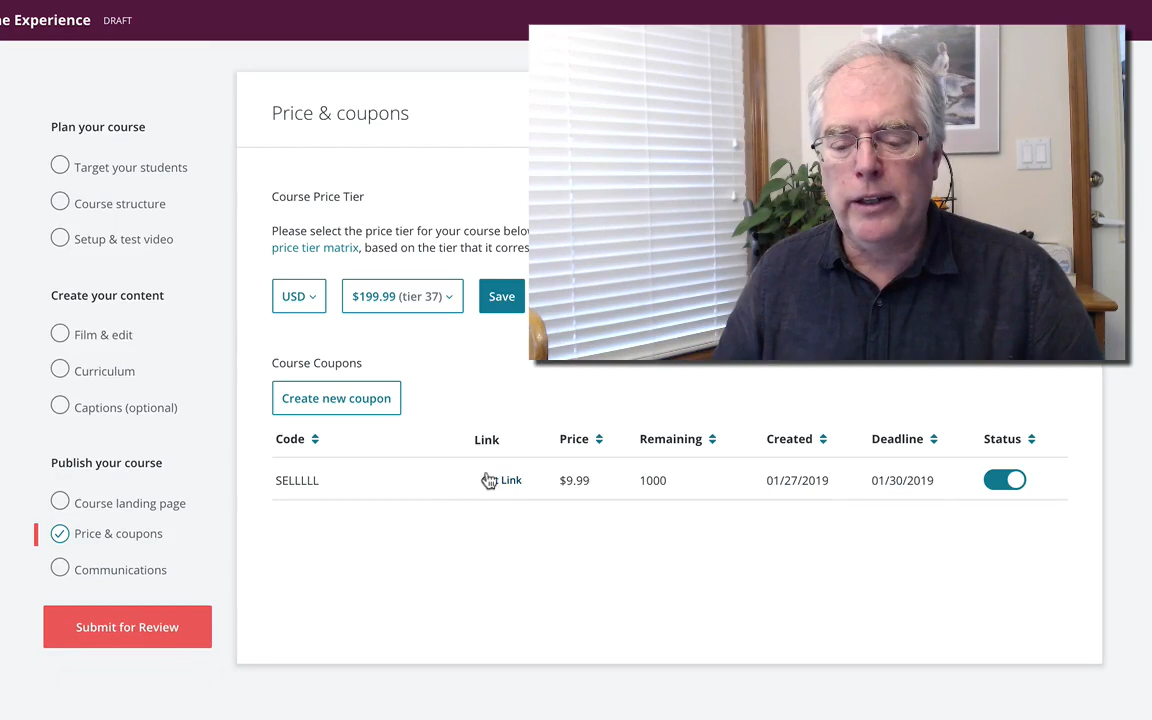 ne Experience DRAFT
Plan your course
Target your students
Course structure
Setup & test video
Create your content
Film & edit
Curriculum
Captions (optional)
Publish your course
Course landing page
Price & coupons
Communications
Submit for Review
Price & coupons
Course Price Tier
Please select the price tier for your course below
price tier matrix, based on the tier that it corres
USD $199.99 (tier 37) Save
Course Coupons
Create new coupon
Code Link Price Remaining Created Deadline Status
SELLLLL Link $9.99 1000 01/27/2019 01/30/2019